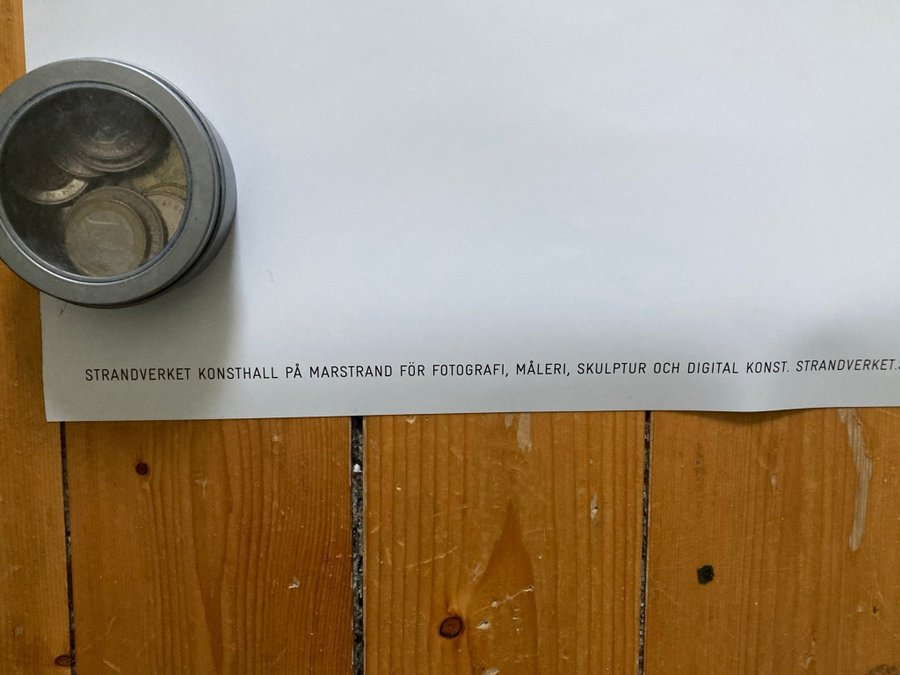 STRANDVERKET KONSTHALL PÅ MARSTRAND FÖR FOTOGRAFI, MÅLERI, SKULPTUR OCH DIGITAL KONST. STRANDVERKET.